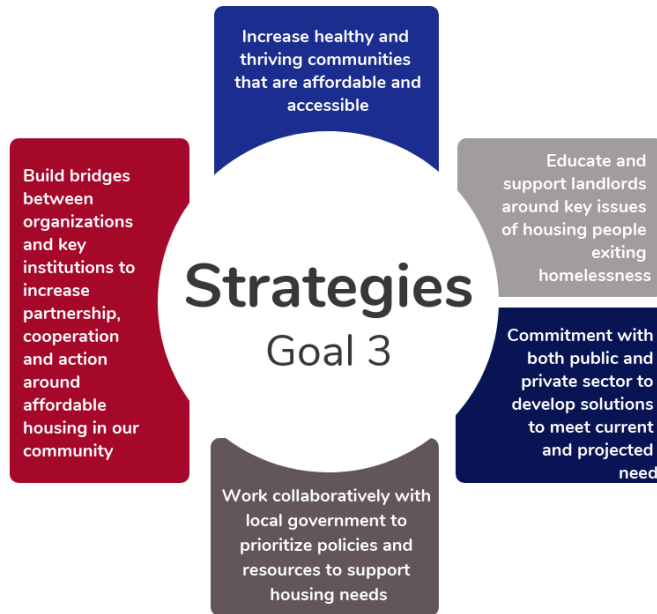 Increase healthy and
thriving communities
that are affordable and
accessible
Educate and
support landlords
around key issues
of housing people
exiting
homelessness
Build bridges
between
organizations
and key
institutions to
increase
partnership,
cooperation
and action
around
affordable
housing in our
community
Strategies
Goal 3
Commitment with
both public and
private sector to
develop solutions
to meet current
and projected
need
Work collaboratively with
local government to
prioritize policies and
resources to support
housing needs